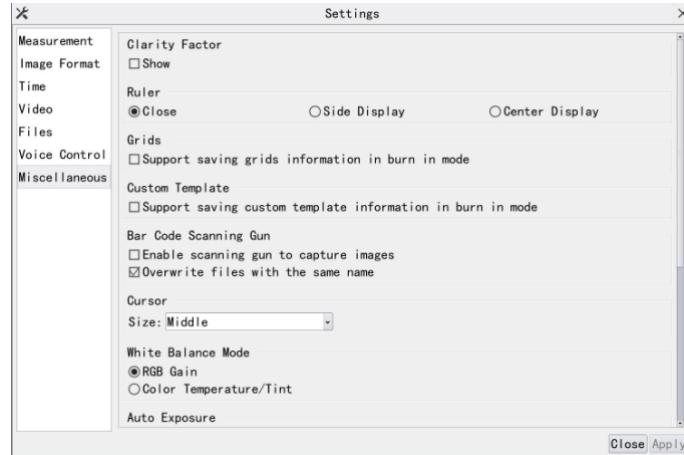 Settings
Measurement
Image Format
Time
Video
Files
Voice Control
Miscellaneous
Clarity Factor
Show
Ruler
Close Side Display Center Display
Grids
Support saving grids information in burn in mode
Custom Template
Support saving custom template information in burn in mode
Bar Code Scanning Gun
Enable scanning gun to capture images
Overwrite files with the same name
Cursor
Size: Middle
White Balance Mode
RGB Gain
Color Temperature/Tint
Auto Exposure
Close Apply